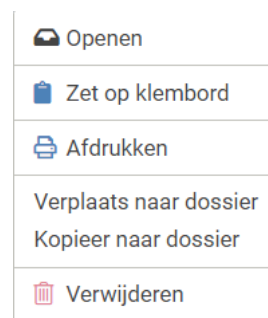 Openen
Zet op klembord
Afdrukken
Verplaats naar dossier
Kopieer naar dossier
Verwijderen